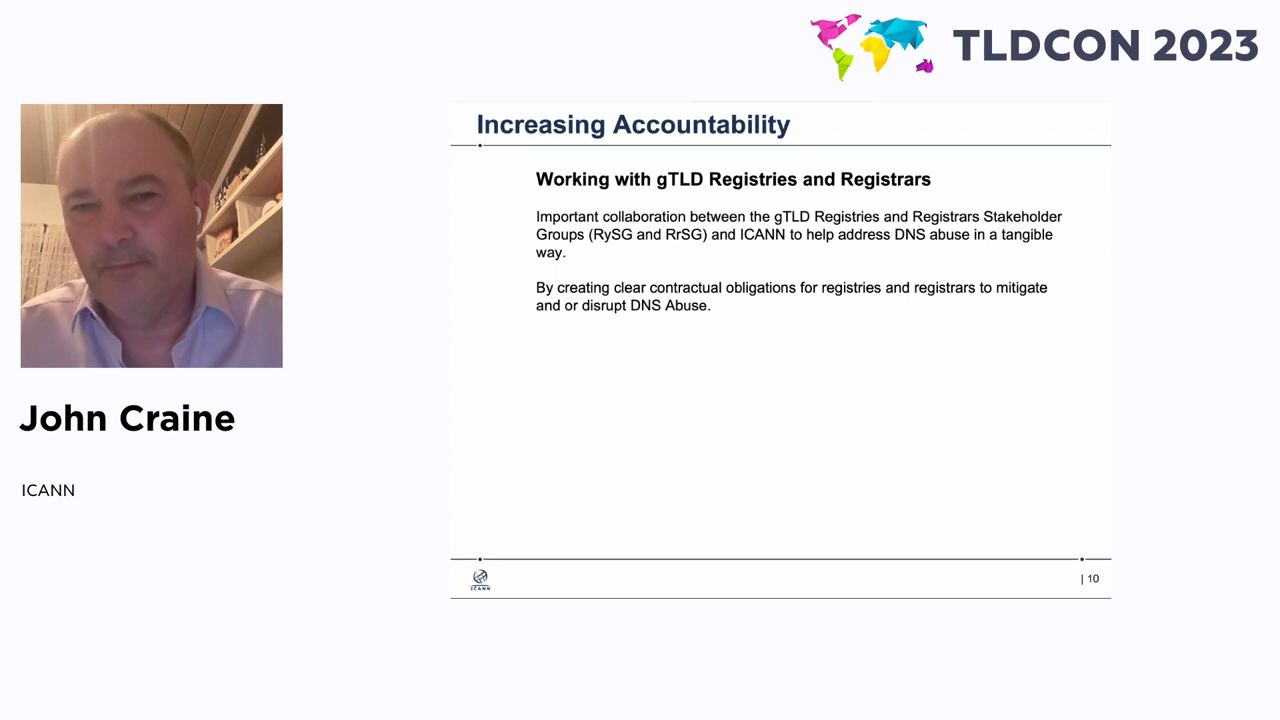 TLDCON 2023
Increasing Accountability
Working with gTLD Registries and Registrars
Important collaboration between the gTLD Registries and Registrars Stakeholder
Groups (RySG and RrSG) and ICANN to help address DNS abuse in a tangible
way.
By creating clear contractual obligations for registries and registrars to mitigate
and or disrupt DNS Abuse.
John Craine
ICANN
ICANN
| 10